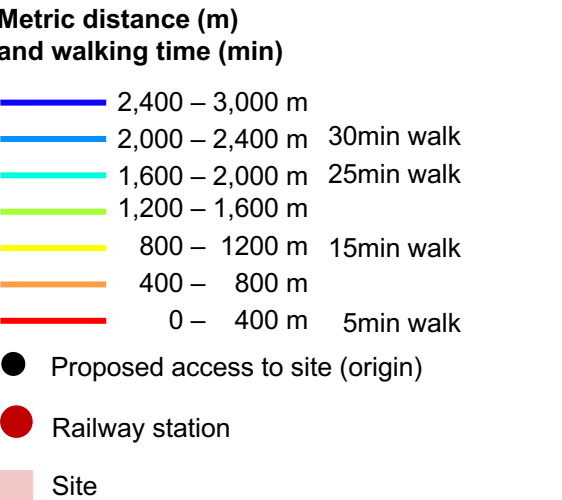 Metric distance (m)
and walking time (min)
2,400 – 3,000 m
2,000 – 2,400 m 30min walk
1,600 – 2,000 m 25min walk
1,200 – 1,600 m
800 – 1200 m 15min walk
400 – 800 m
0 – 400 m 5min walk
Proposed access to site (origin)
Railway station
Site